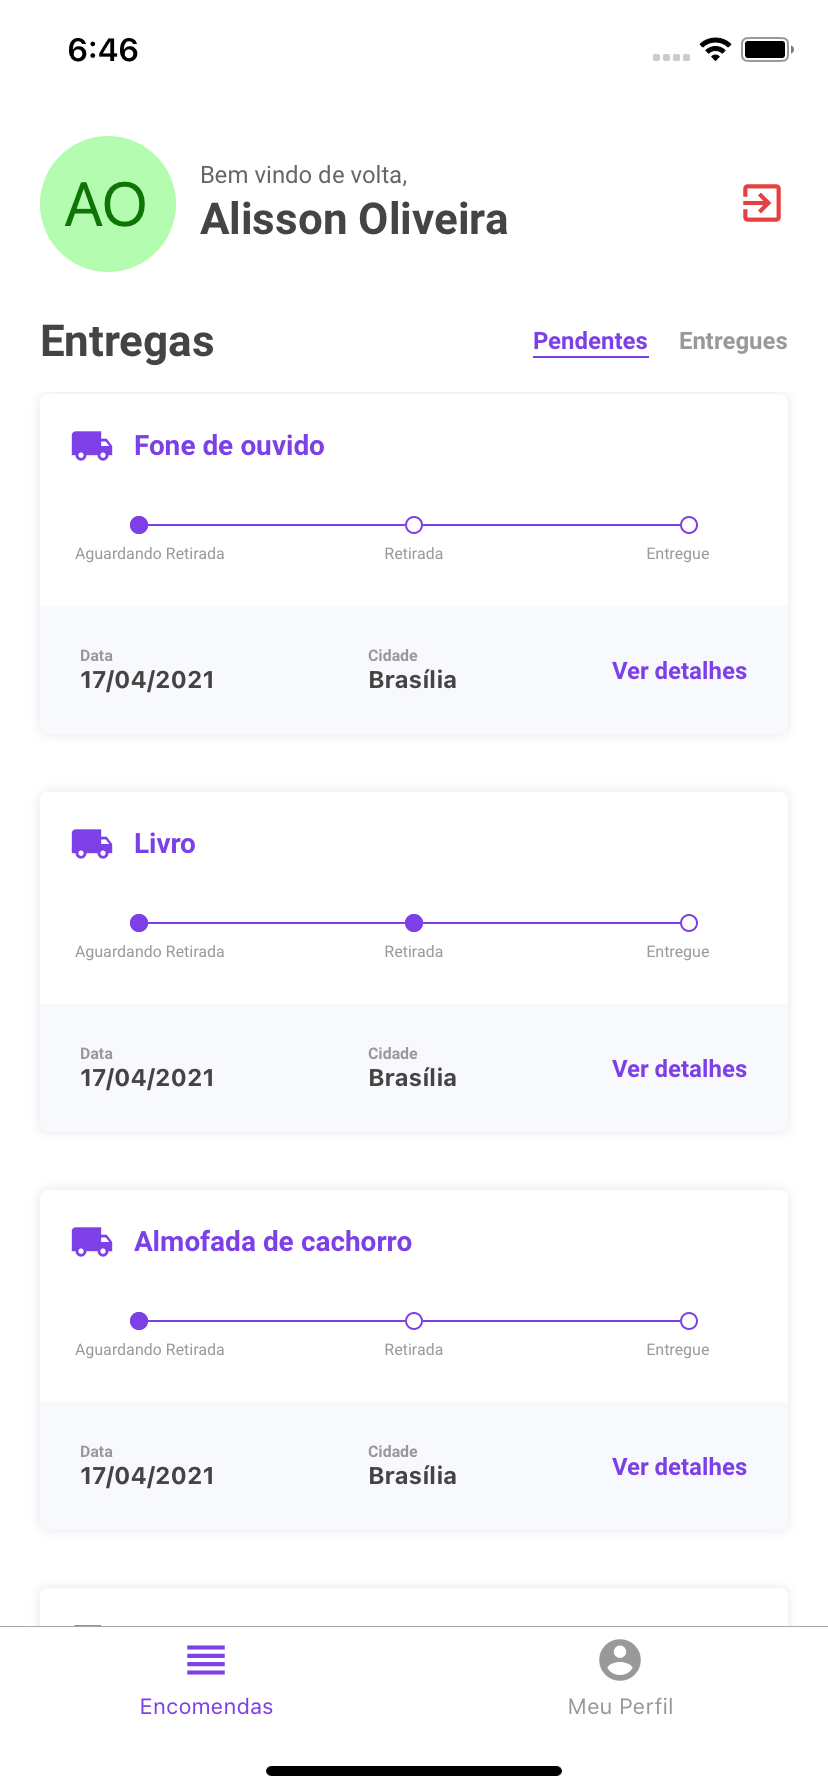 6:46
AO
Bem vindo de volta,
Alisson Oliveira
Entregas
Pendentes
Entregues
Fone de ouvido
Aguardando Retirada
Retirada
Entregue
Data
Cidade
17/04/2021
Brasília
Ver detalhes
Livro
Aguardando Retirada
Retirada
Entregue
Data
Cidade
17/04/2021
Brasília
Ver detalhes
Almofada de cachorro
Aguardando Retirada
Retirada
Entregue
Data
Cidade
17/04/2021
Brasília
Ver detalhes
Encomendas
Meu Perfil